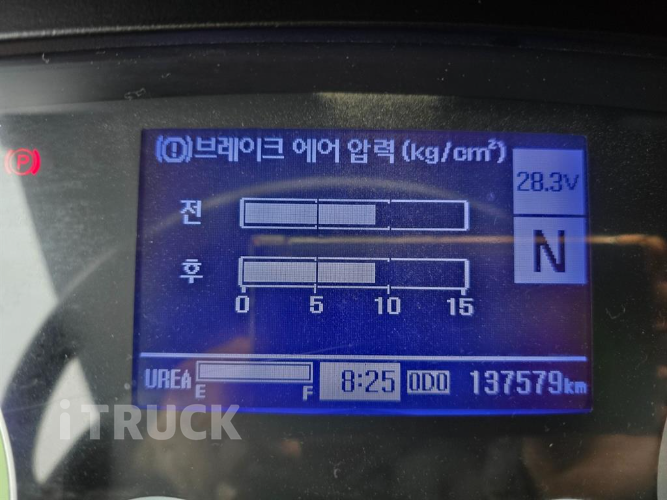 (P)
(!)브레이크 에어 압력 (kg/cm²)
28.3V
전
N
후
0 5 10 15
UREA E F 8:25 ODO 137579km
iTRUCK